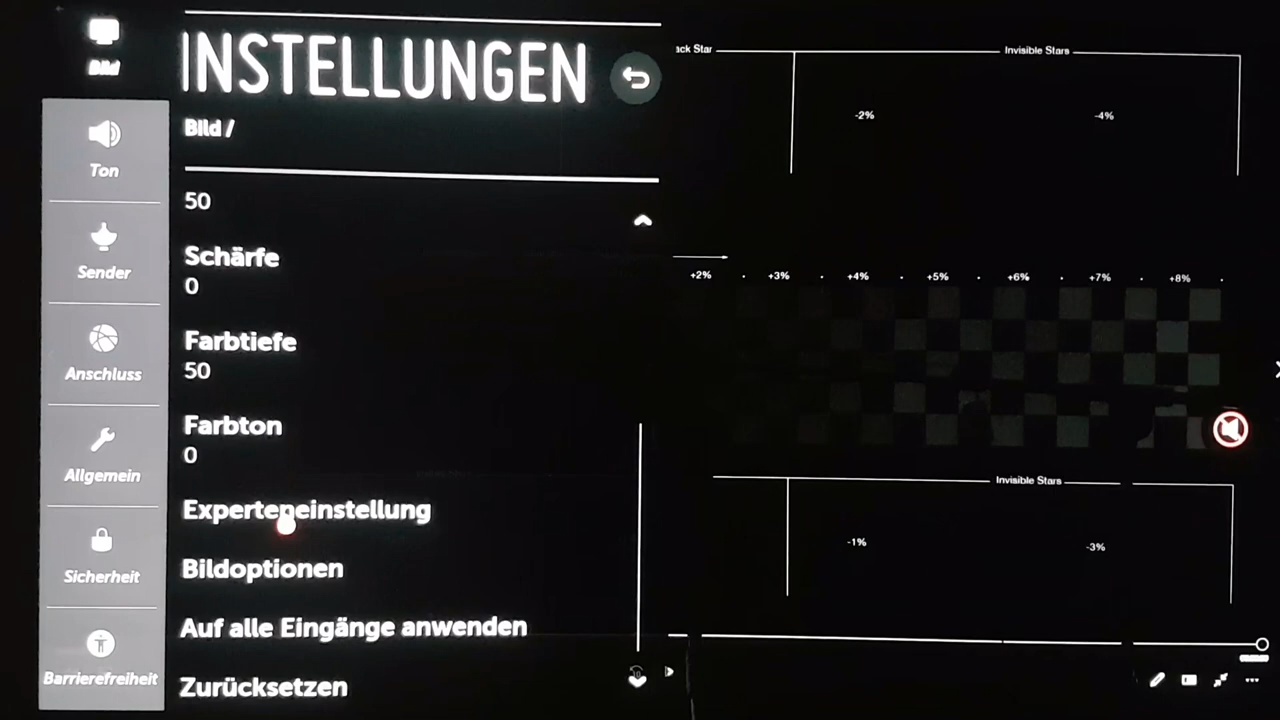 Bild
Ton
Sender
Anschluss
Allgemein
Sicherheit
Barrierefreiheit
INSTELLUNGEN
Bild /
50
Schärfe
0
Farbtiefe
50
Farbton
0
Experteneinstellung
Bildoptionen
Auf alle Eingänge anwenden
Zurücksetzen
ack Star
Invisible Stars
-2%
-4%
+2% · +3% · +4% · +5% · +6% · +7% · +8% ·
Invisible Stars
-1%
-3%
10